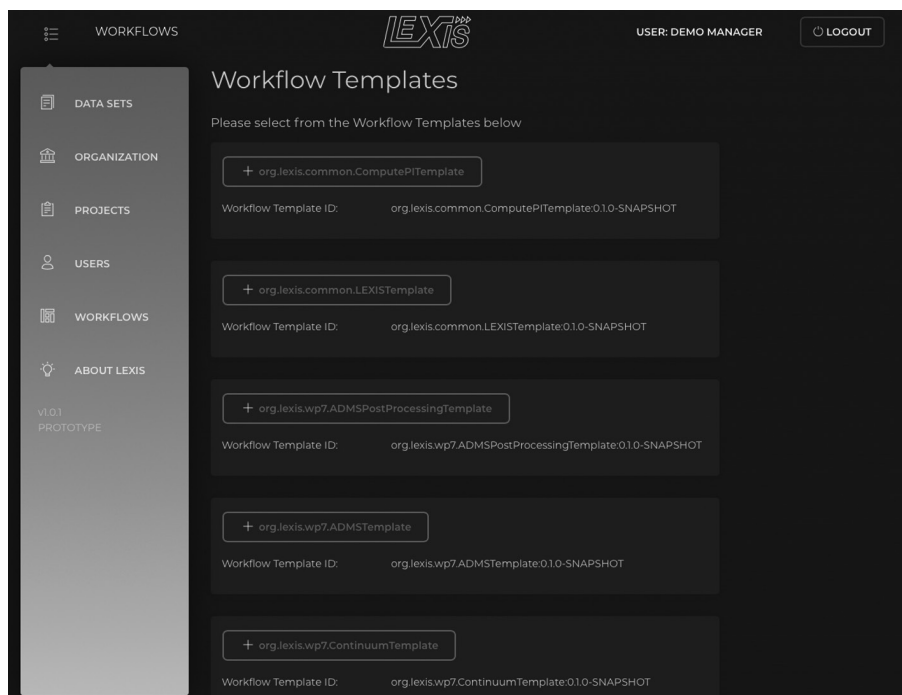 WORKFLOWS
LEXIS
USER: DEMO MANAGER
LOGOUT
DATA SETS
ORGANIZATION
PROJECTS
USERS
WORKFLOWS
ABOUT LEXIS
v1.0.1
PROTOTYPE
Workflow Templates
Please select from the Workflow Templates below
+ org.lexis.common.ComputePITemplate
Workflow Template ID: org.lexis.common.ComputePITemplate:0.1.0-SNAPSHOT
+ org.lexis.common.LEXISTemplate
Workflow Template ID: org.lexis.common.LEXISTemplate:0.1.0-SNAPSHOT
+ org.lexis.wp7.ADMSPostProcessingTemplate
Workflow Template ID: org.lexis.wp7.ADMSPostProcessingTemplate:0.1.0-SNAPSHOT
+ org.lexis.wp7.ADMSTemplate
Workflow Template ID: org.lexis.wp7.ADMSTemplate:0.1.0-SNAPSHOT
+ org.lexis.wp7.ContinuumTemplate
Workflow Template ID: org.lexis.wp7.ContinuumTemplate:0.1.0-SNAPSHOT